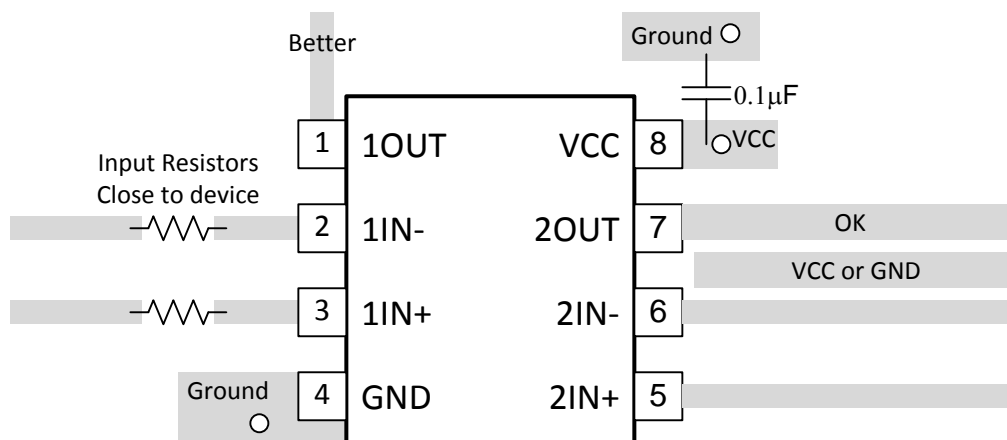 Better
Ground
0.1μF
1
1OUT
VCC
8
VCC
Input Resistors
Close to device
2
1IN-
2OUT
7
OK
VCC or GND
3
1IN+
2IN-
6
Ground
4
GND
2IN+
5